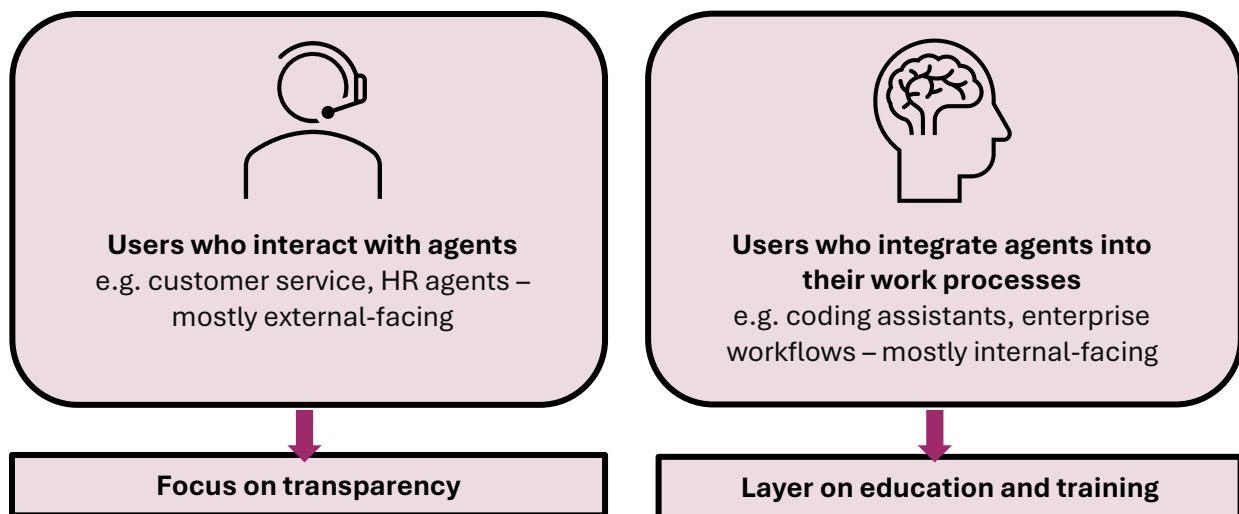 Users who interact with agents
e.g. customer service, HR agents –
mostly external-facing
Focus on transparency
Users who integrate agents into
their work processes
e.g. coding assistants, enterprise
workflows – mostly internal-facing
Layer on education and training